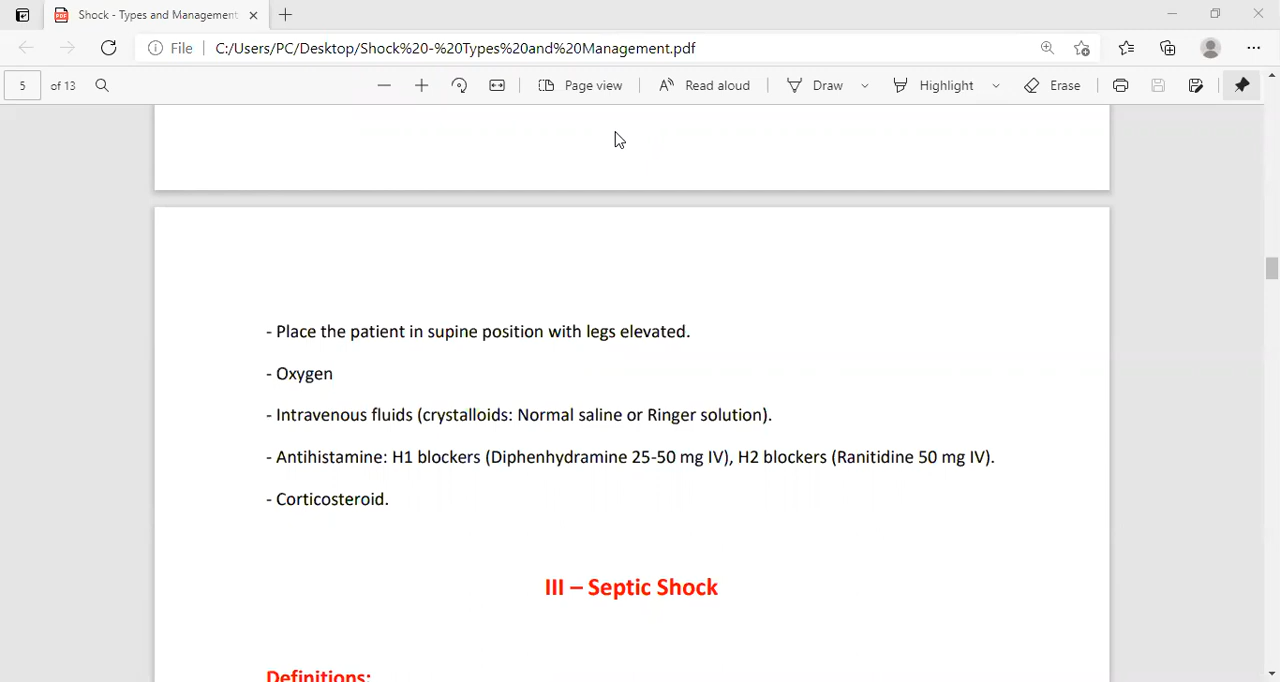 Shock - Types and Management
File
C:/Users/PC/Desktop/Shock%20-%20Types%20and%20Management.pdf
5 of 13
Page view
Read aloud
Draw
Highlight
Erase
- Place the patient in supine position with legs elevated.
- Oxygen
- Intravenous fluids (crystalloids: Normal saline or Ringer solution).
- Antihistamine: H1 blockers (Diphenhydramine 25-50 mg IV), H2 blockers (Ranitidine 50 mg IV).
- Corticosteroid.
III – Septic Shock
Definitions: